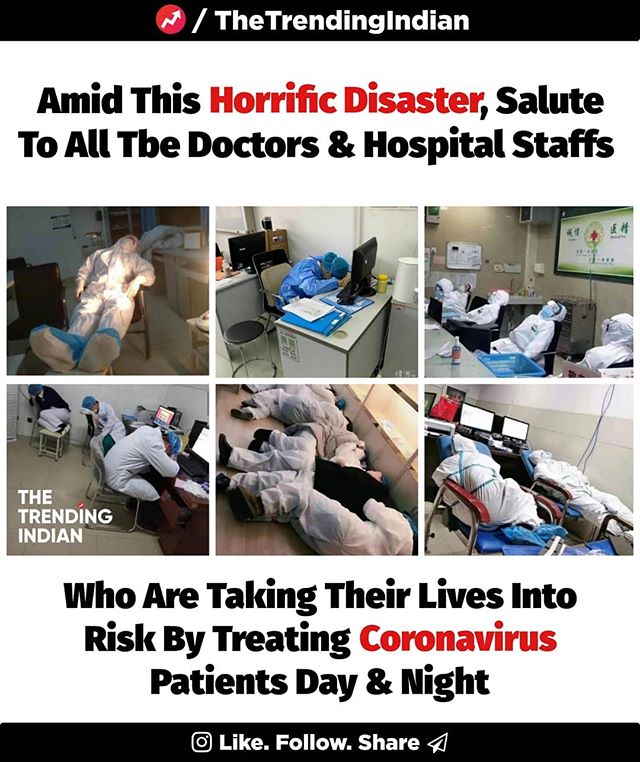 / TheTrendingIndian
Amid This Horrific Disaster, Salute
To All Tbe Doctors & Hospital Staffs
THE
TRENDING
INDIAN
Who Are Taking Their Lives Into
Risk By Treating Coronavirus
Patients Day & Night
Like. Follow. Share